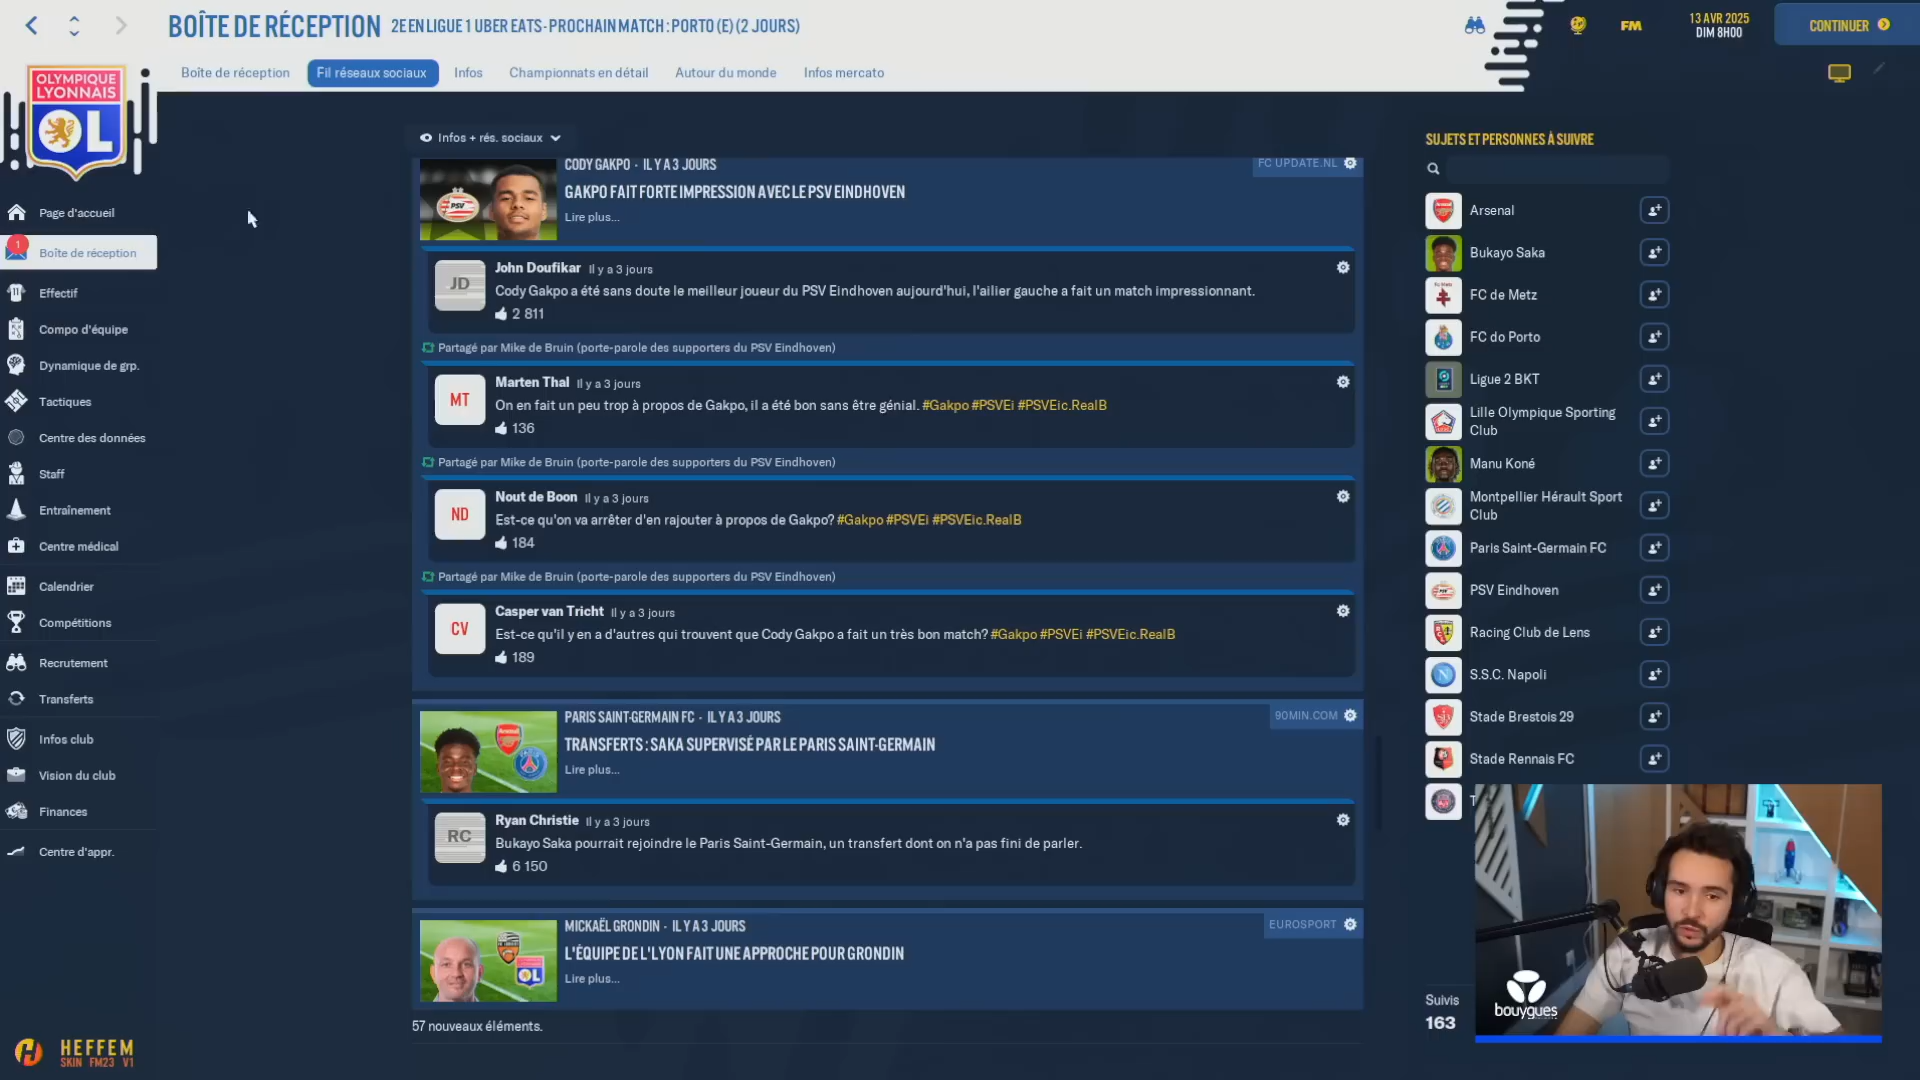 BOÎTE DE RÉCEPTION
2E EN LIGUE 1 UBER EATS - PROCHAIN MATCH : PORTO (E) (2 JOURS)
FM
13 AVR 2025
DIM 8H00
CONTINUER
Boîte de réception
Fil réseaux sociaux
Infos
Championnats en détail
Autour du monde
Infos mercato
OLYMPIQUE
LYONNAIS
OL
Page d'accueil
1
Boîte de réception
Effectif
Compo d'équipe
Dynamique de grp.
Tactiques
Centre des données
Staff
Entraînement
Centre médical
Calendrier
Compétitions
Recrutement
Transferts
Infos club
Vision du club
Finances
Centre d'appr.
HEFFEM
SKIN FM23 V1
Infos + rés. sociaux
CODY GAKPO - IL Y A 3 JOURS
FC UPDATE.NL
GAKPO FAIT FORTE IMPRESSION AVEC LE PSV EINDHOVEN
Lire plus...
JD
John Doufikar Il y a 3 jours
Cody Gakpo a été sans doute le meilleur joueur du PSV Eindhoven aujourd'hui, l'ailier gauche a fait un match impressionnant.
2 811
Partagé par Mike de Bruin (porte-parole des supporters du PSV Eindhoven)
MT
Marten Thal Il y a 3 jours
On en fait un peu trop à propos de Gakpo, il a été bon sans être génial. #Gakpo #PSVEi #PSVEic.RealB
136
Partagé par Mike de Bruin (porte-parole des supporters du PSV Eindhoven)
ND
Nout de Boon Il y a 3 jours
Est-ce qu'on va arrêter d'en rajouter à propos de Gakpo? #Gakpo #PSVEi #PSVEic.RealB
184
Partagé par Mike de Bruin (porte-parole des supporters du PSV Eindhoven)
CV
Casper van Tricht Il y a 3 jours
Est-ce qu'il y en a d'autres qui trouvent que Cody Gakpo a fait un très bon match? #Gakpo #PSVEi #PSVEic.RealB
189
PARIS SAINT-GERMAIN FC - IL Y A 3 JOURS
90MIN.COM
TRANSFERTS : SAKA SUPERVISÉ PAR LE PARIS SAINT-GERMAIN
Lire plus...
RC
Ryan Christie Il y a 3 jours
Bukayo Saka pourrait rejoindre le Paris Saint-Germain, un transfert dont on n'a pas fini de parler.
6 150
MICKAËL GRONDIN - IL Y A 3 JOURS
EUROSPORT
L'ÉQUIPE DE L'LYON FAIT UNE APPROCHE POUR GRONDIN
Lire plus...
57 nouveaux éléments.
SUJETS ET PERSONNES À SUIVRE
Arsenal
Bukayo Saka
FC de Metz
FC do Porto
Ligue 2 BKT
Lille Olympique Sporting
Club
Manu Koné
Montpellier Hérault Sport
Club
Paris Saint-Germain FC
PSV Eindhoven
Racing Club de Lens
S.S.C. Napoli
Stade Brestois 29
Stade Rennais FC
T
Suivis
163
bouygues